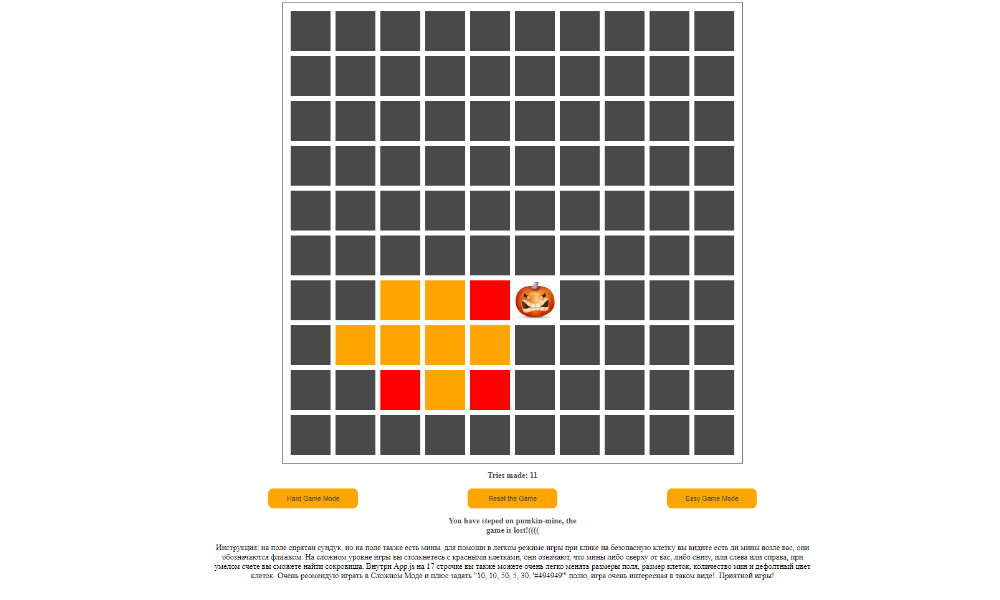 Tries made: 11
Hard Game Mode
Reset the Game
Easy Game Mode
You have steped on pumkin-mine, the
game is lost!((((
Инструкция: на поле спрятан сундук, но на поле также есть мины, для помощи в легком режиме игры при клике на безопасную клетку вы видите есть ли мины возле вас, они
обозначаются флажком. На сложном уровне игры вы столкнетесь с красными клетками, они означают, что мины либо сверху от вас, либо снизу, или слева или справа, при
умелом счете вы сможете найти сокровища. Внутри App.js на 17 строчке вы также можете очень легко менять размеры поля, размер клеток, количество мин и дефолтный цвет
клеток. Очень рекомендую играть в Сложном Моде и плюс задать "10, 10, 50, 5, 30, '#494949'" полю, игра очень интересная в таком виде!. Приятной игры!